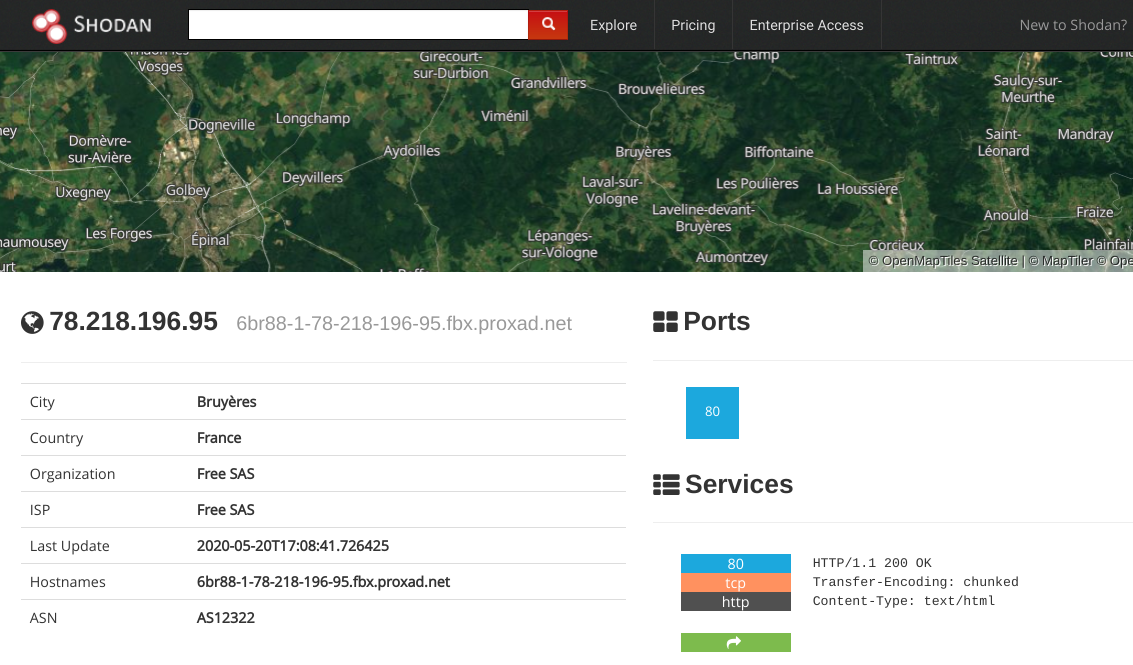 SHODAN
Explore
Pricing
Enterprise Access
New to Shodan?
Vosges
Girecourt-
sur-Durbion
Grandvillers
Brouvelieures
Champ
Taintrux
Saulcy-sur-
Meurthe
Dogneville
Longchamp
Viménil
Domèvre-
sur-Avière
Aydoilles
Bruyères
Biffontaine
Saint-
Léonard
Mandray
Uxegney
Golbey
Deyvillers
Laval-sur-
Vologne
Les Poulières
La Houssière
Laveline-devant-
Bruyères
Anould
Fraize
haumousey
Les Forges
Épinal
Lépanges-
sur-Vologne
Aumontzey
Corcieux
Plainfai
© OpenMapTiles Satellite | © MapTiler © Ope
78.218.196.95 6br88-1-78-218-196-95.fbx.proxad.net
City Bruyères
Country France
Organization Free SAS
ISP Free SAS
Last Update 2020-05-20T17:08:41.726425
Hostnames 6br88-1-78-218-196-95.fbx.proxad.net
ASN AS12322
Ports
80
Services
80
tcp
http
HTTP/1.1 200 OK
Transfer-Encoding: chunked
Content-Type: text/html